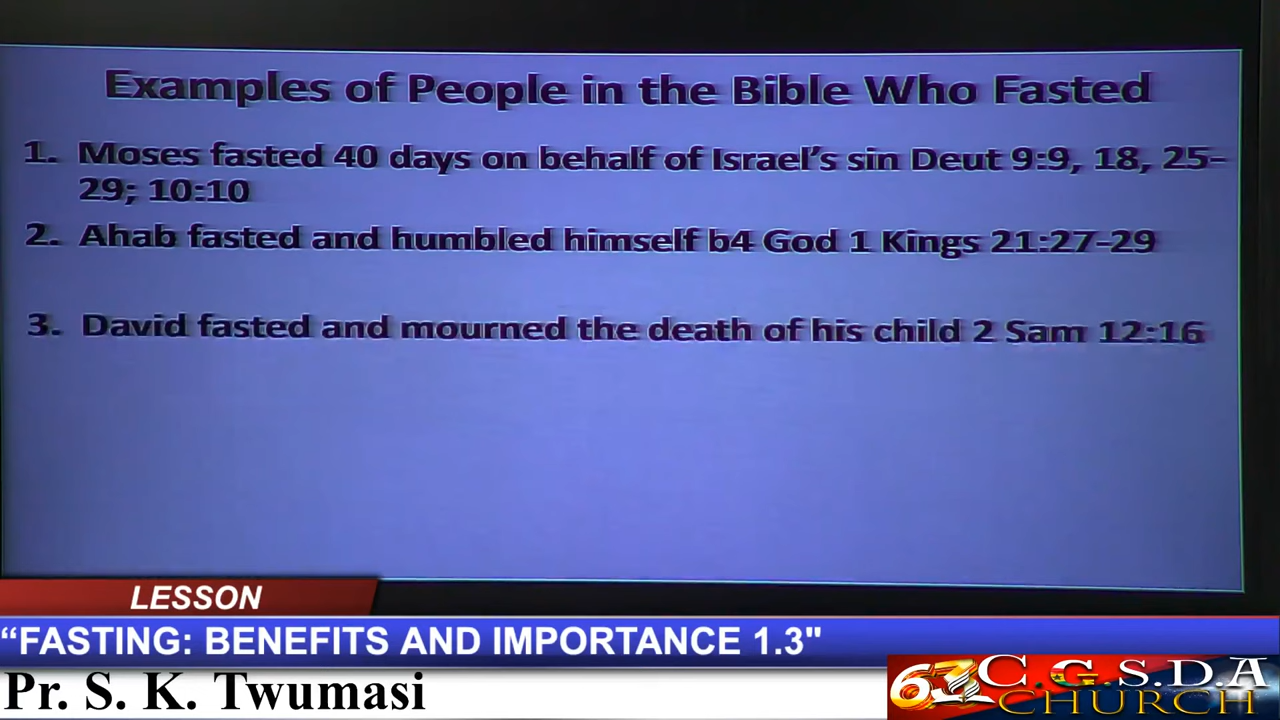 Examples of People in the Bible Who Fasted
1. Moses fasted 40 days on behalf of Israel’s sin Deut 9:9, 18, 25-
29; 10:10
2. Ahab fasted and humbled himself b4 God 1 Kings 21:27-29
3. David fasted and mourned the death of his child 2 Sam 12:16
LESSON
“FASTING: BENEFITS AND IMPORTANCE 1.3"
Pr. S. K. Twumasi
C.G.S.D.A
CHURCH